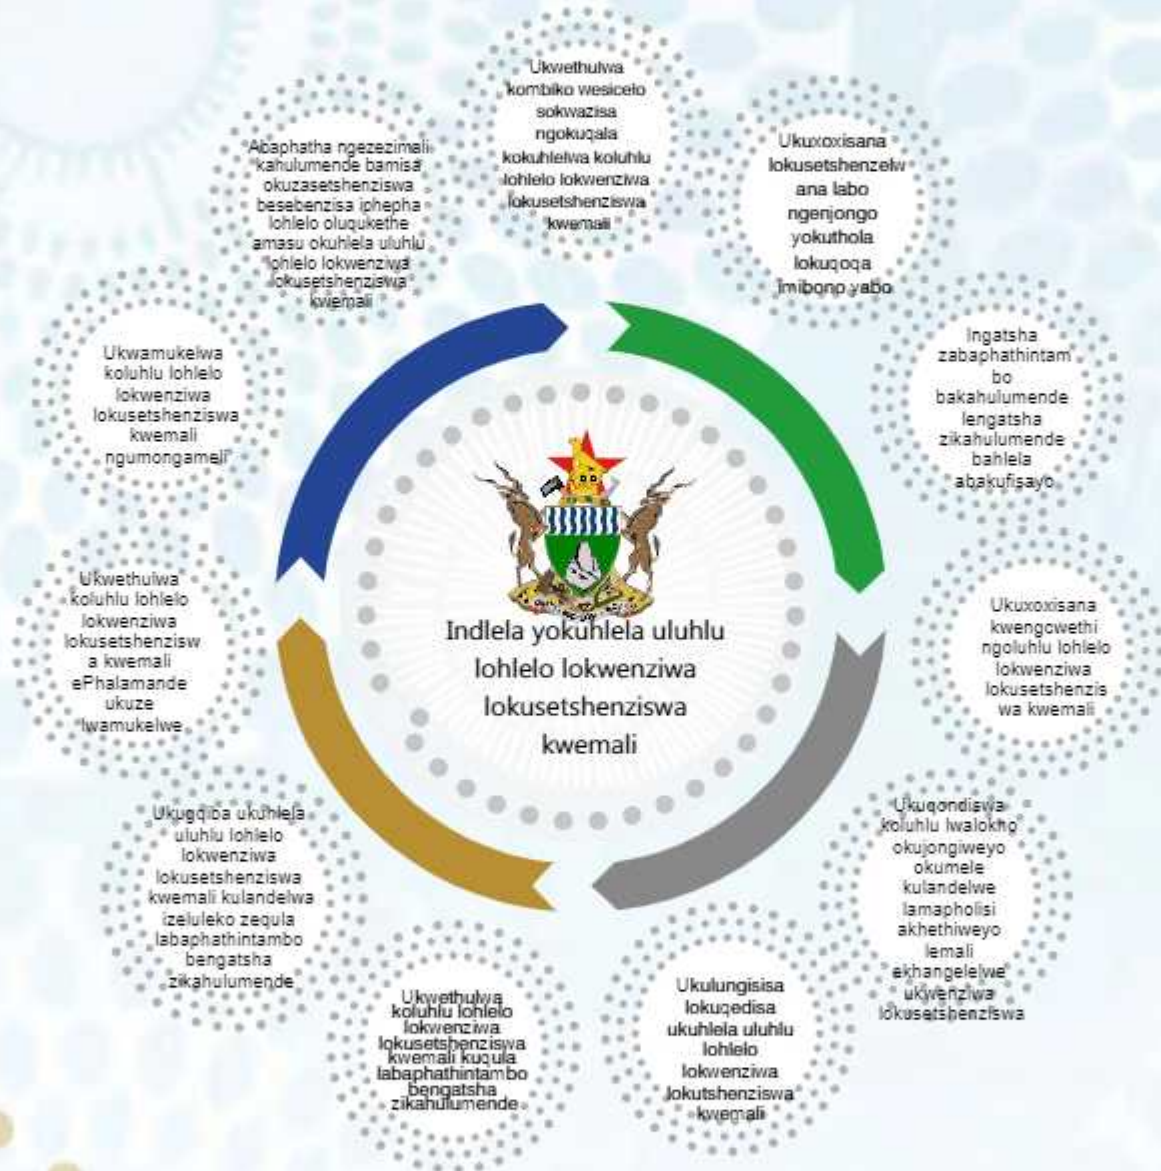 Ukwethulwa
kombiko wesicelo
sokwazisa
ngokuqala
kokuhlelwa koluhlu
lohlelo lokwenziwa
lokusetshenziswa
kwemali
Ukuxoxisana
lokusetshenzelw
ana labo
ngenjongo
yokuthola
lokuqoqa
imibono yabo
Ingatsha
zabaphathintam
bo
bakahulumende
lengatsha
zikahulumende
bahlela
abakufisayo
Ukuxoxisana
kwengcwethi
ngoluhlu lohlelo
lokwenziwa
lokusetshenzis
wa kwemali
Ukuqondiswa
koluhlu lwalokho
okujongiweyo
okumele
kulandelwe
lamapholisi
akhethiweyo
lemali
ekhangelelwe
ukwenziwa
lokusetshenziswa
Ukulungisisa
lokuqedisa
ukuhlela uluhlu
lohlelo
lokwenziwa
lokutshenziswa
kwemali
Ukwethulwa
koluhlu lohlelo
lokwenziwa
lokusetshenziswa
kwemali kuqula
labaphathintambo
bengatsha
zikahulumende
Ukugqiba ukuhlela
uluhlu lohlelo
lokwenziwa
lokusetshenziswa
kwemali kulandelwa
izeluleko zequla
labaphathintambo
bengatsha
zikahulumende
Ukwethulwa
koluhlu lohlelo
lokwenziwa
lokusetshenzisw
a kwemali
ePhalamande
ukuze
lwamukelwe
Ukwamukelwa
koluhlu lohlelo
lokwenziwa
lokusetshenziswa
kwemali
ngumongameli
Abaphatha ngezezimali
kahulumende bamisa
okuzasetshenziswa
besebenzisa iphepha
lohlelo oluqukethe
amasu okuhlela uluhlu
lohlelo lokwenziwa
lokusetshenziswa
kwemali
Indlela yokuhlela uluhlu
lohlelo lokwenziwa
lokusetshenziswa
kwemali